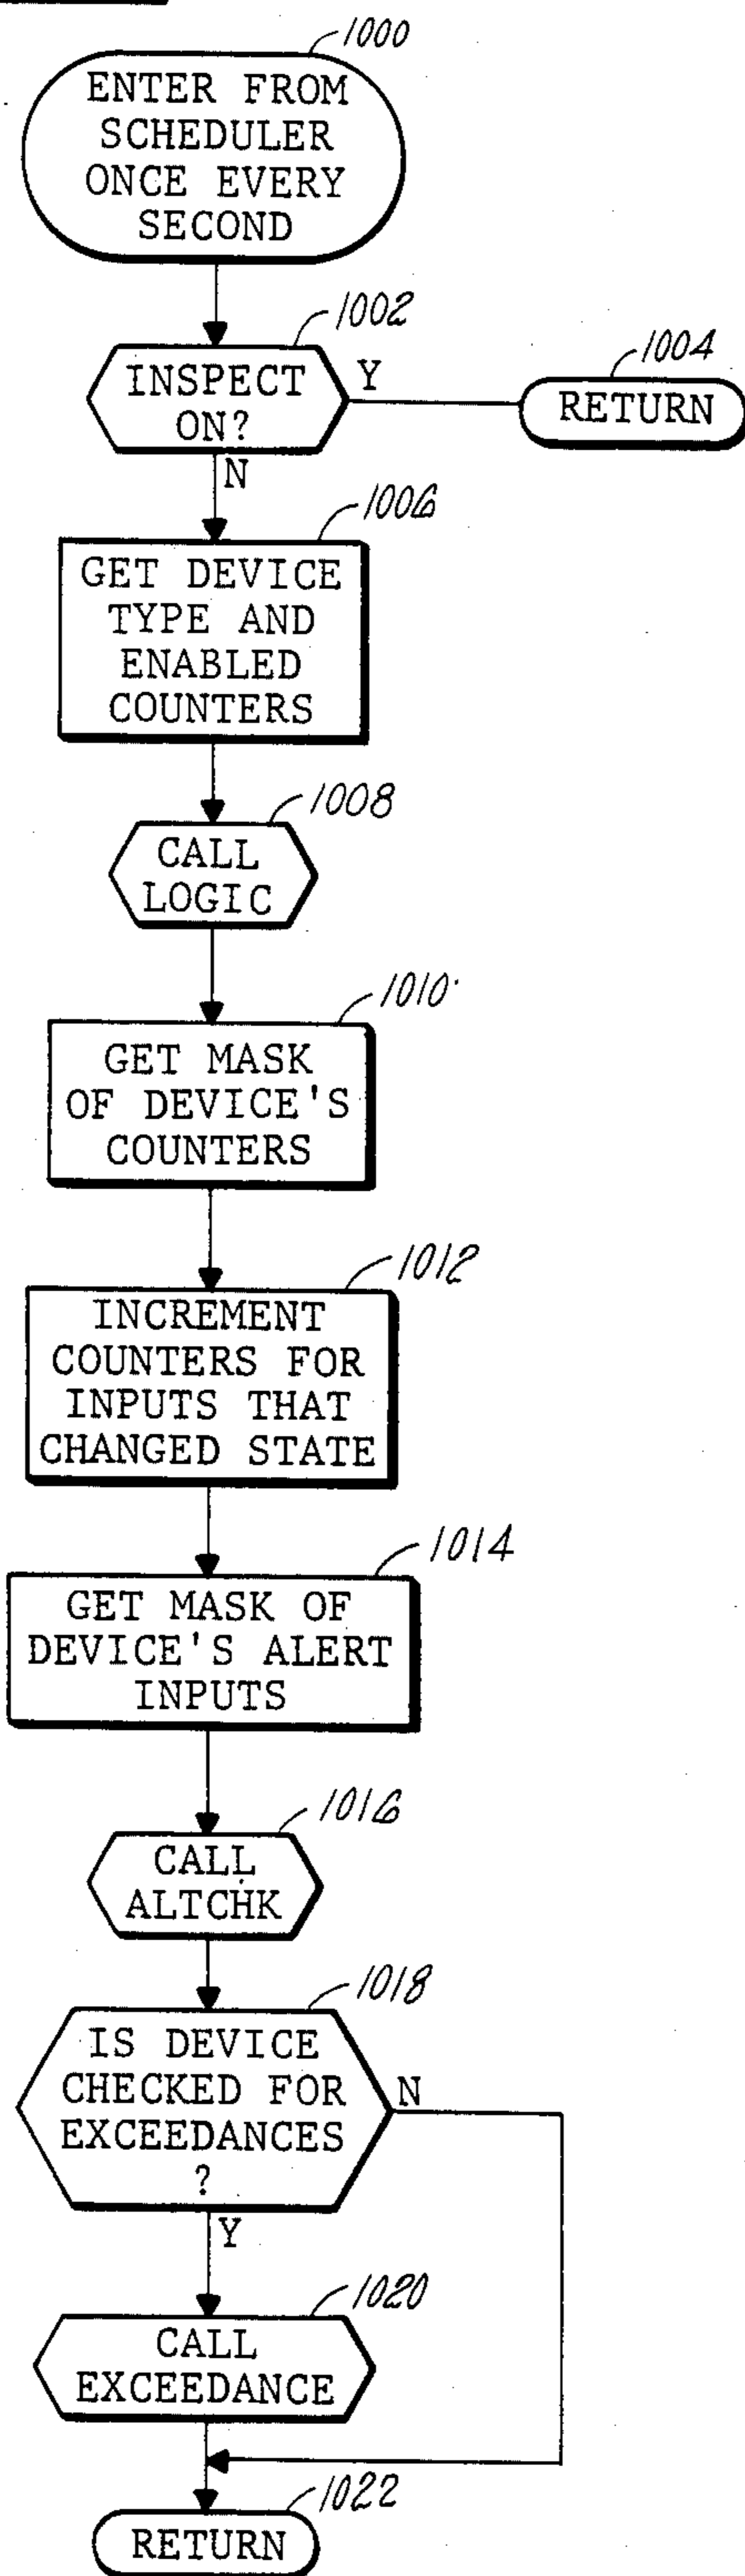 1000
ENTER FROM
SCHEDULER
ONCE EVERY
SECOND
1002
INSPECT
ON?
Y
1004
RETURN
N
1006
GET DEVICE
TYPE AND
ENABLED
COUNTERS
1008
CALL
LOGIC
1010
GET MASK
OF DEVICE'S
COUNTERS
1012
INCREMENT
COUNTERS FOR
INPUTS THAT
CHANGED STATE
1014
GET MASK OF
DEVICE'S ALERT
INPUTS
1016
CALL
ALTCHK
1018
IS DEVICE
CHECKED FOR
EXCEEDANCES
?
N
Y
1020
CALL
EXCEEDANCE
1022
RETURN